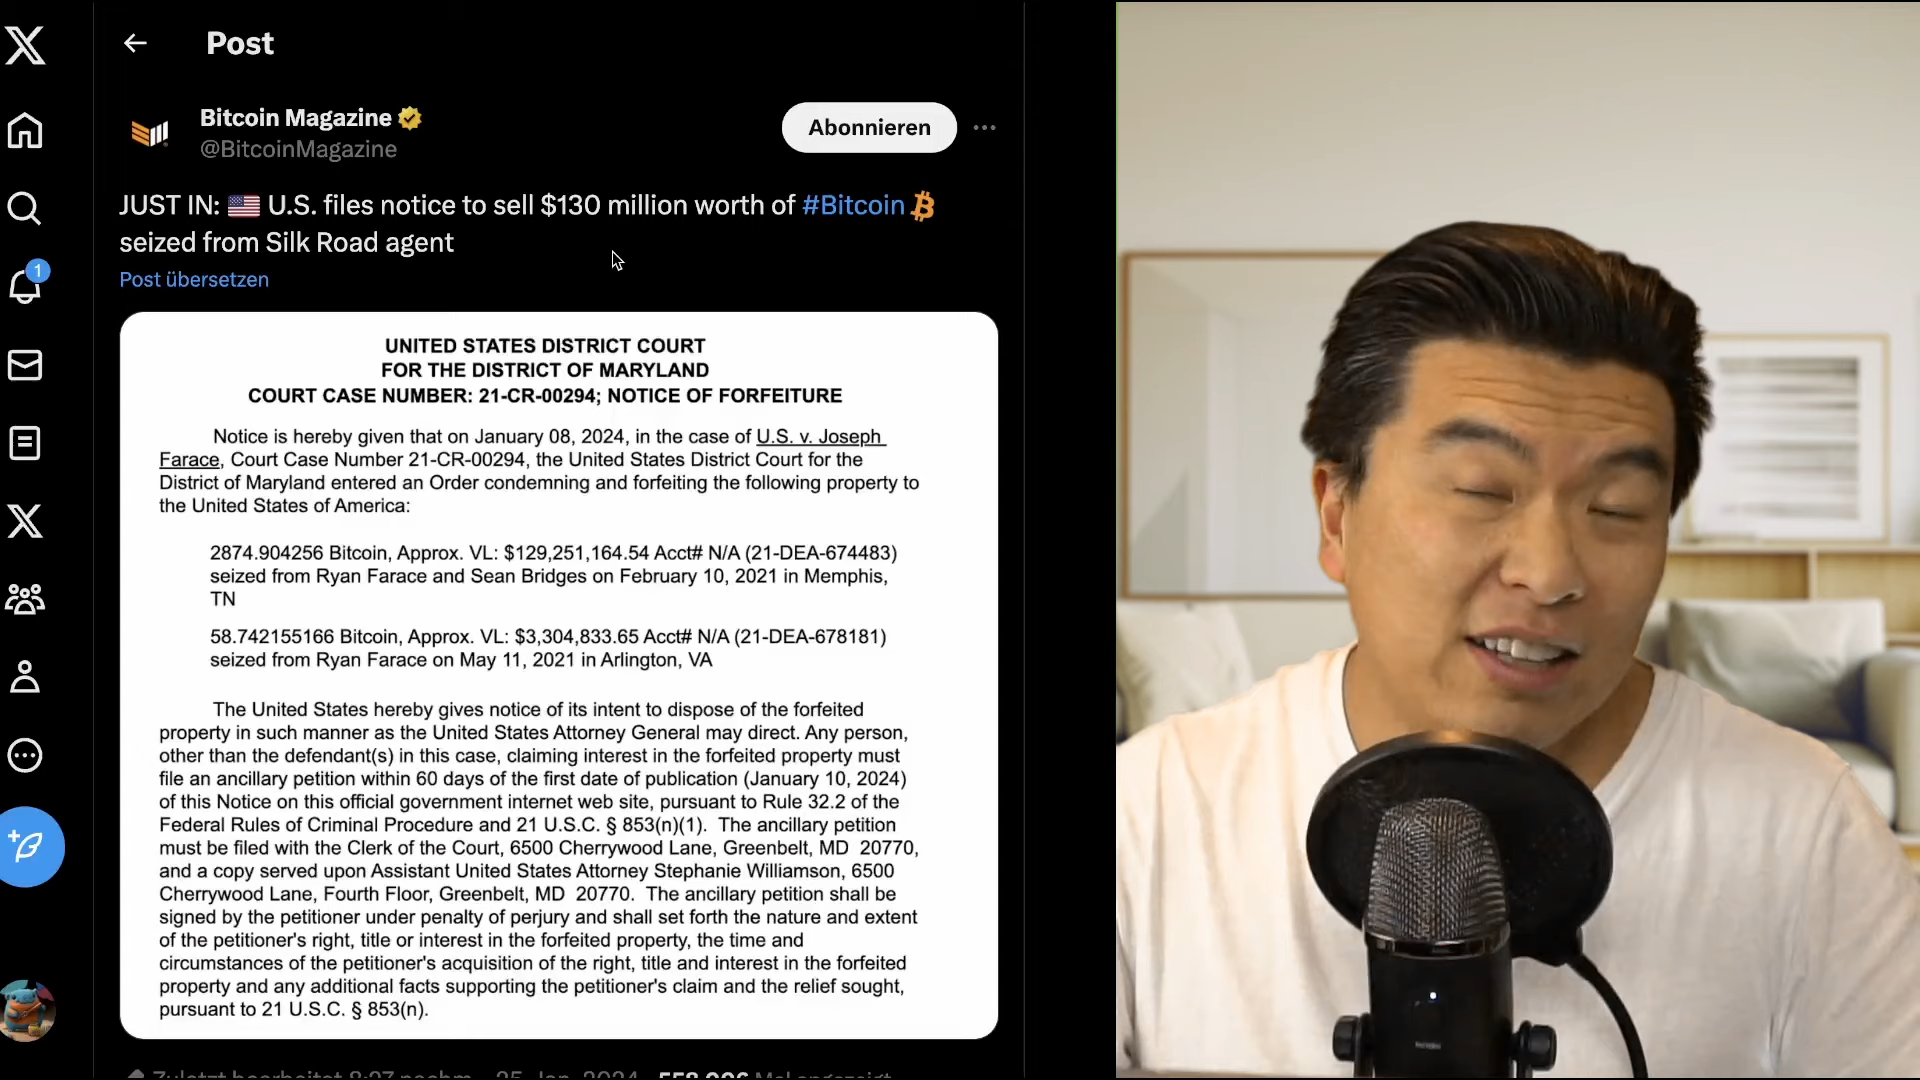 Post
Bitcoin Magazine
@BitcoinMagazine
Abonnieren
JUST IN: 🇺🇸 U.S. files notice to sell $130 million worth of #Bitcoin
seized from Silk Road agent
Post übersetzen
1
UNITED STATES DISTRICT COURT
FOR THE DISTRICT OF MARYLAND
COURT CASE NUMBER: 21-CR-00294; NOTICE OF FORFEITURE
Notice is hereby given that on January 08, 2024, in the case of U.S. v. Joseph
Farace, Court Case Number 21-CR-00294, the United States District Court for the
District of Maryland entered an Order condemning and forfeiting the following property to
the United States of America:
2874.904256 Bitcoin, Approx. VL: $129,251,164.54 Acct# N/A (21-DEA-674483)
seized from Ryan Farace and Sean Bridges on February 10, 2021 in Memphis,
TN
58.742155166 Bitcoin, Approx. VL: $3,304,833.65 Acct# N/A (21-DEA-678181)
seized from Ryan Farace on May 11, 2021 in Arlington, VA
The United States hereby gives notice of its intent to dispose of the forfeited
property in such manner as the United States Attorney General may direct. Any person,
other than the defendant(s) in this case, claiming interest in the forfeited property must
file an ancillary petition within 60 days of the first date of publication (January 10, 2024)
of this Notice on this official government internet web site, pursuant to Rule 32.2 of the
Federal Rules of Criminal Procedure and 21 U.S.C. § 853(n)(1). The ancillary petition
must be filed with the Clerk of the Court, 6500 Cherrywood Lane, Greenbelt, MD 20770,
and a copy served upon Assistant United States Attorney Stephanie Williamson, 6500
Cherrywood Lane, Fourth Floor, Greenbelt, MD 20770. The ancillary petition shall be
signed by the petitioner under penalty of perjury and shall set forth the nature and extent
of the petitioner's right, title or interest in the forfeited property, the time and
circumstances of the petitioner's acquisition of the right, title and interest in the forfeited
property and any additional facts supporting the petitioner's claim and the relief sought,
pursuant to 21 U.S.C. § 853(n).